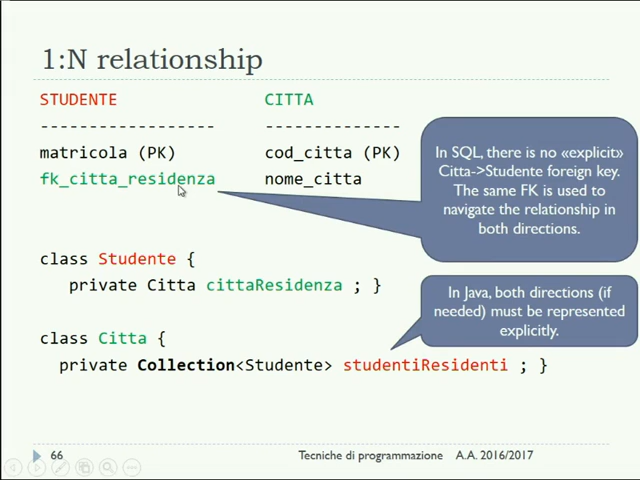 1:N relationship
STUDENTE CITTA
------------------ --------------
matricola (PK) cod_citta (PK)
fk_citta_residenza nome_citta
In SQL, there is no «explicit»
Citta->Studente foreign key.
The same FK is used to
navigate the relationship in
both directions.
class Studente {
private Citta cittaResidenza ; }
In Java, both directions (if
needed) must be represented
explicitly.
class Citta {
private Collection<Studente> studentiResidenti ; }
66 Tecniche di programmazione A.A. 2016/2017